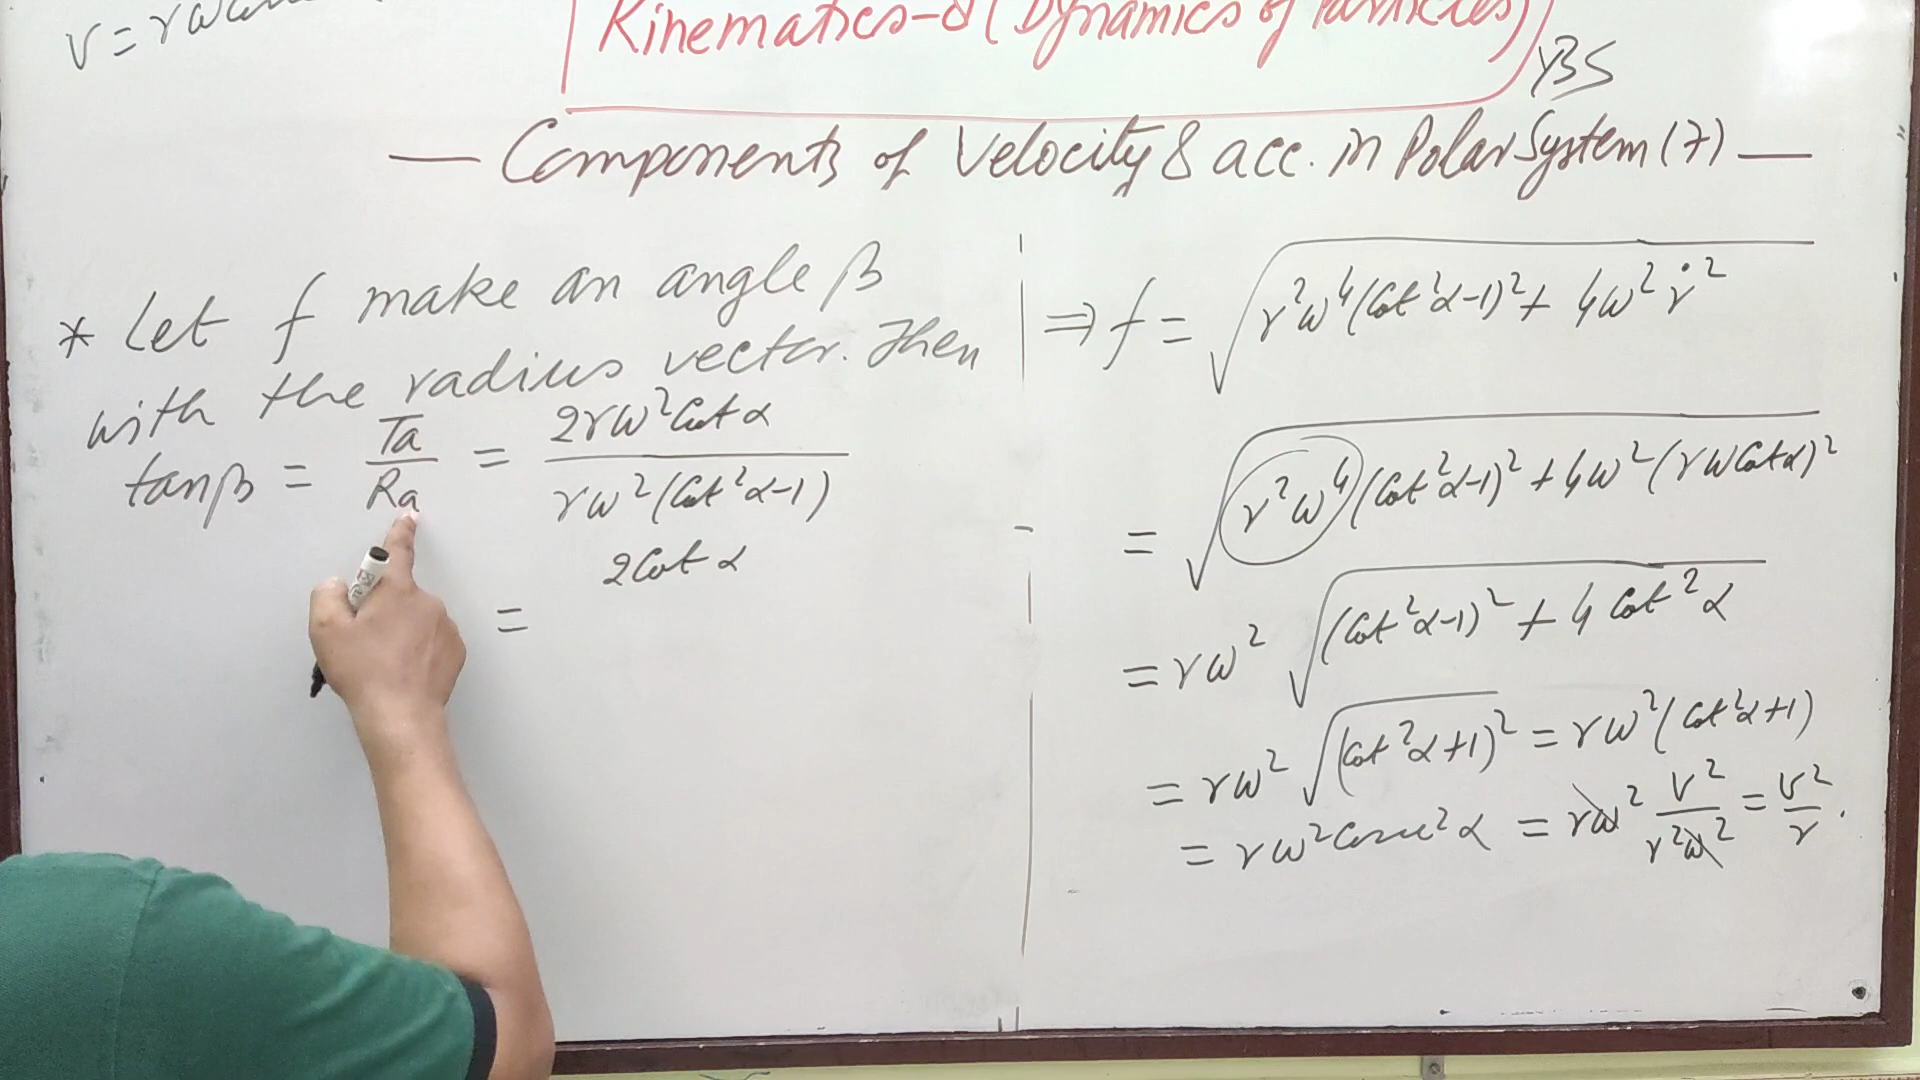 v = rω
Kinematics-d (Dynamics of Particles)
YBS
— Components of Velocity & acc. in Polar System (7) —
* Let f make an angle β
with the radius vector. Then
tanβ = Ta/Ra = 2rω²Cot α / rω²(Cot²α-1)
= 2Cot α
⇒ f = √(r²ω⁴(Cot²α-1)² + 4ω² ṙ²)
= √(r²ω⁴(Cot²α-1)² + 4ω²(rωCotα)²)
= rω² √((Cot²α-1)² + 4 Cot²α)
= rω² √((Cot²α+1)²) = rω²(Cot²α+1)
= rω²Cosec²α = rω² v²/r²ω² = v²/r.